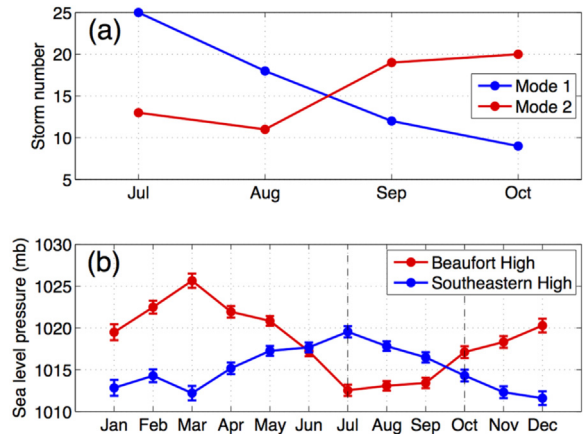 (a)
Storm number
25
20
15
10
5
Mode 1
Mode 2
Jul Aug Sep Oct
(b)
Sea level pressure (mb)
1030
1025
1020
1015
1010
Beaufort High
Southeastern High
Jan Feb Mar Apr May Jun Jul Aug Sep Oct Nov Dec